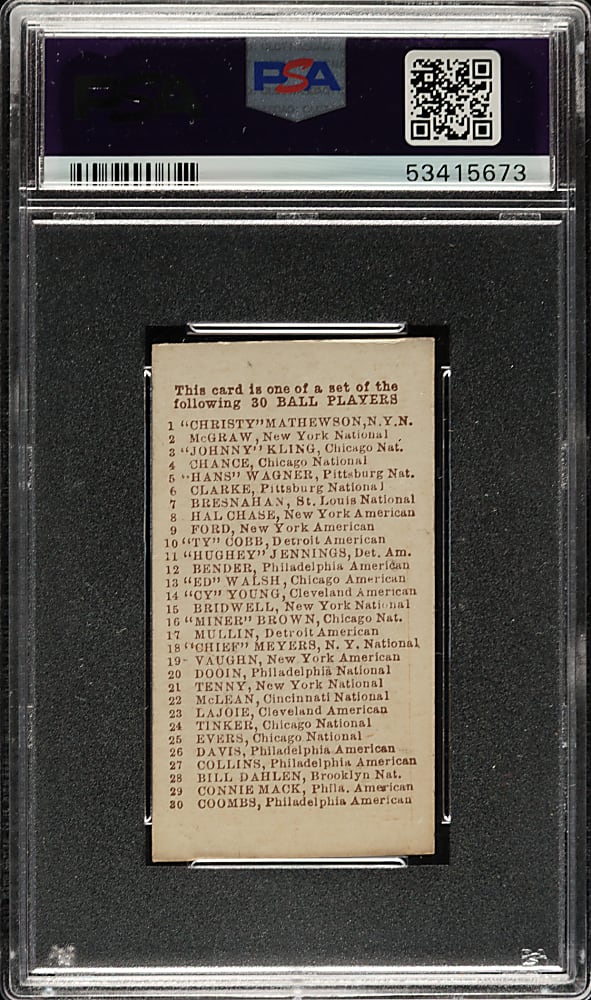 PSA
53415673
This card is one of a set of the
following 30 BALL PLAYERS
1 "CHRISTY" MATHEWSON, N.Y.N.
2 McGRAW, New York National
3 "JOHNNY" KLING, Chicago Nat.
4 CHANCE, Chicago National
5 "HANS" WAGNER, Pittsburg Nat.
6 CLARKE, Pittsburg National
7 BRESNAHAN, St. Louis National
8 HAL CHASE, New York American
9 FORD, New York American
10 "TY" COBB, Detroit American
11 "HUGHEY" JENNINGS, Det. Am.
12 BENDER, Philadelphia American
13 "ED" WALSH, Chicago American
14 "CY" YOUNG, Cleveland American
15 BRIDWELL, New York National
16 "MINER" BROWN, Chicago Nat.
17 MULLIN, Detroit American
18 "CHIEF" MEYERS, N. Y. National
19 VAUGHN, New York American
20 DOOIN, Philadelphia National
21 TENNY, New York National
22 McLEAN, Cincinnati National
23 LAJOIE, Cleveland American
24 TINKER, Chicago National
25 EVERS, Chicago National
26 DAVIS, Philadelphia American
27 COLLINS, Philadelphia American
28 BILL DAHLEN, Brooklyn Nat.
29 CONNIE MACK, Phila. American
30 COOMBS, Philadelphia American